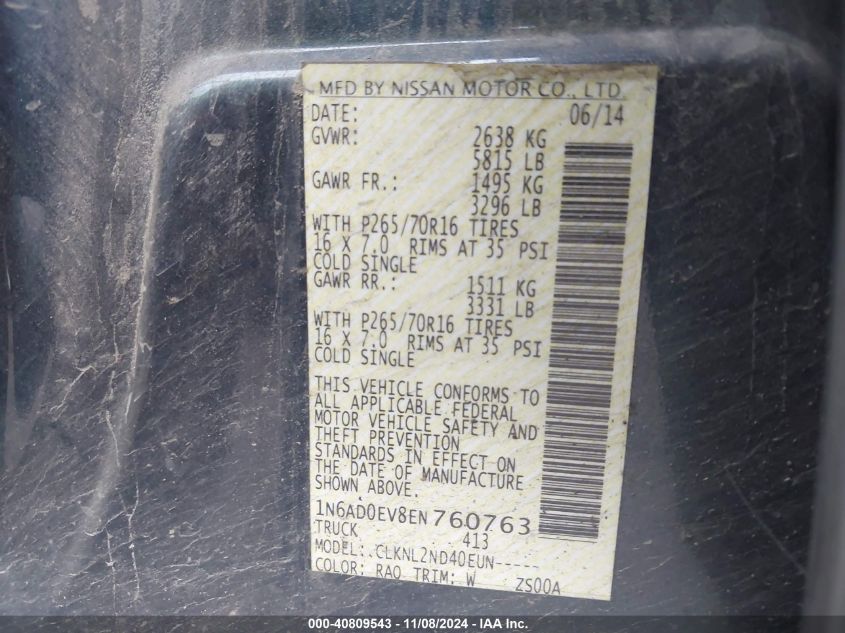 MFD BY NISSAN MOTOR CO., LTD.
DATE: 06/14
GVWR: 2638 KG
5815 LB
GAWR FR.: 1495 KG
3296 LB
WITH P265/70R16 TIRES
16 X 7.0 RIMS AT 35 PSI
COLD SINGLE
GAWR RR.: 1511 KG
3331 LB
WITH P265/70R16 TIRES
16 X 7.0 RIMS AT 35 PSI
COLD SINGLE
THIS VEHICLE CONFORMS TO
ALL APPLICABLE FEDERAL
MOTOR VEHICLE SAFETY AND
THEFT PREVENTION
STANDARDS IN EFFECT ON
THE DATE OF MANUFACTURE
SHOWN ABOVE.
1N6AD0EV8EN760763
TRUCK 413
MODEL: CLKNL2ND40EUN-----
COLOR: RAO TRIM: W ZS00A
000-40809543 - 11/08/2024 - IAA Inc.